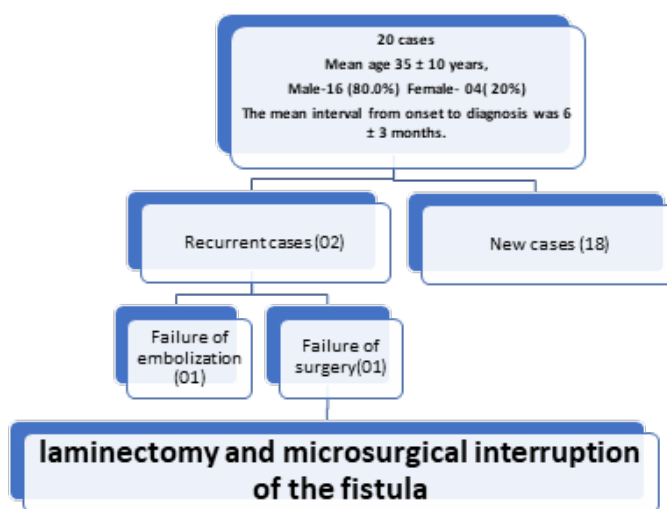 20 cases
Mean age 35 ± 10 years,
Male-16 (80.0%) Female- 04( 20%)
The mean interval from onset to diagnosis was 6
± 3 months.
Recurrent cases (02)
New cases (18)
Failure of
embolization
(01)
Failure of
surgery(01)
laminectomy and microsurgical interruption
of the fistula